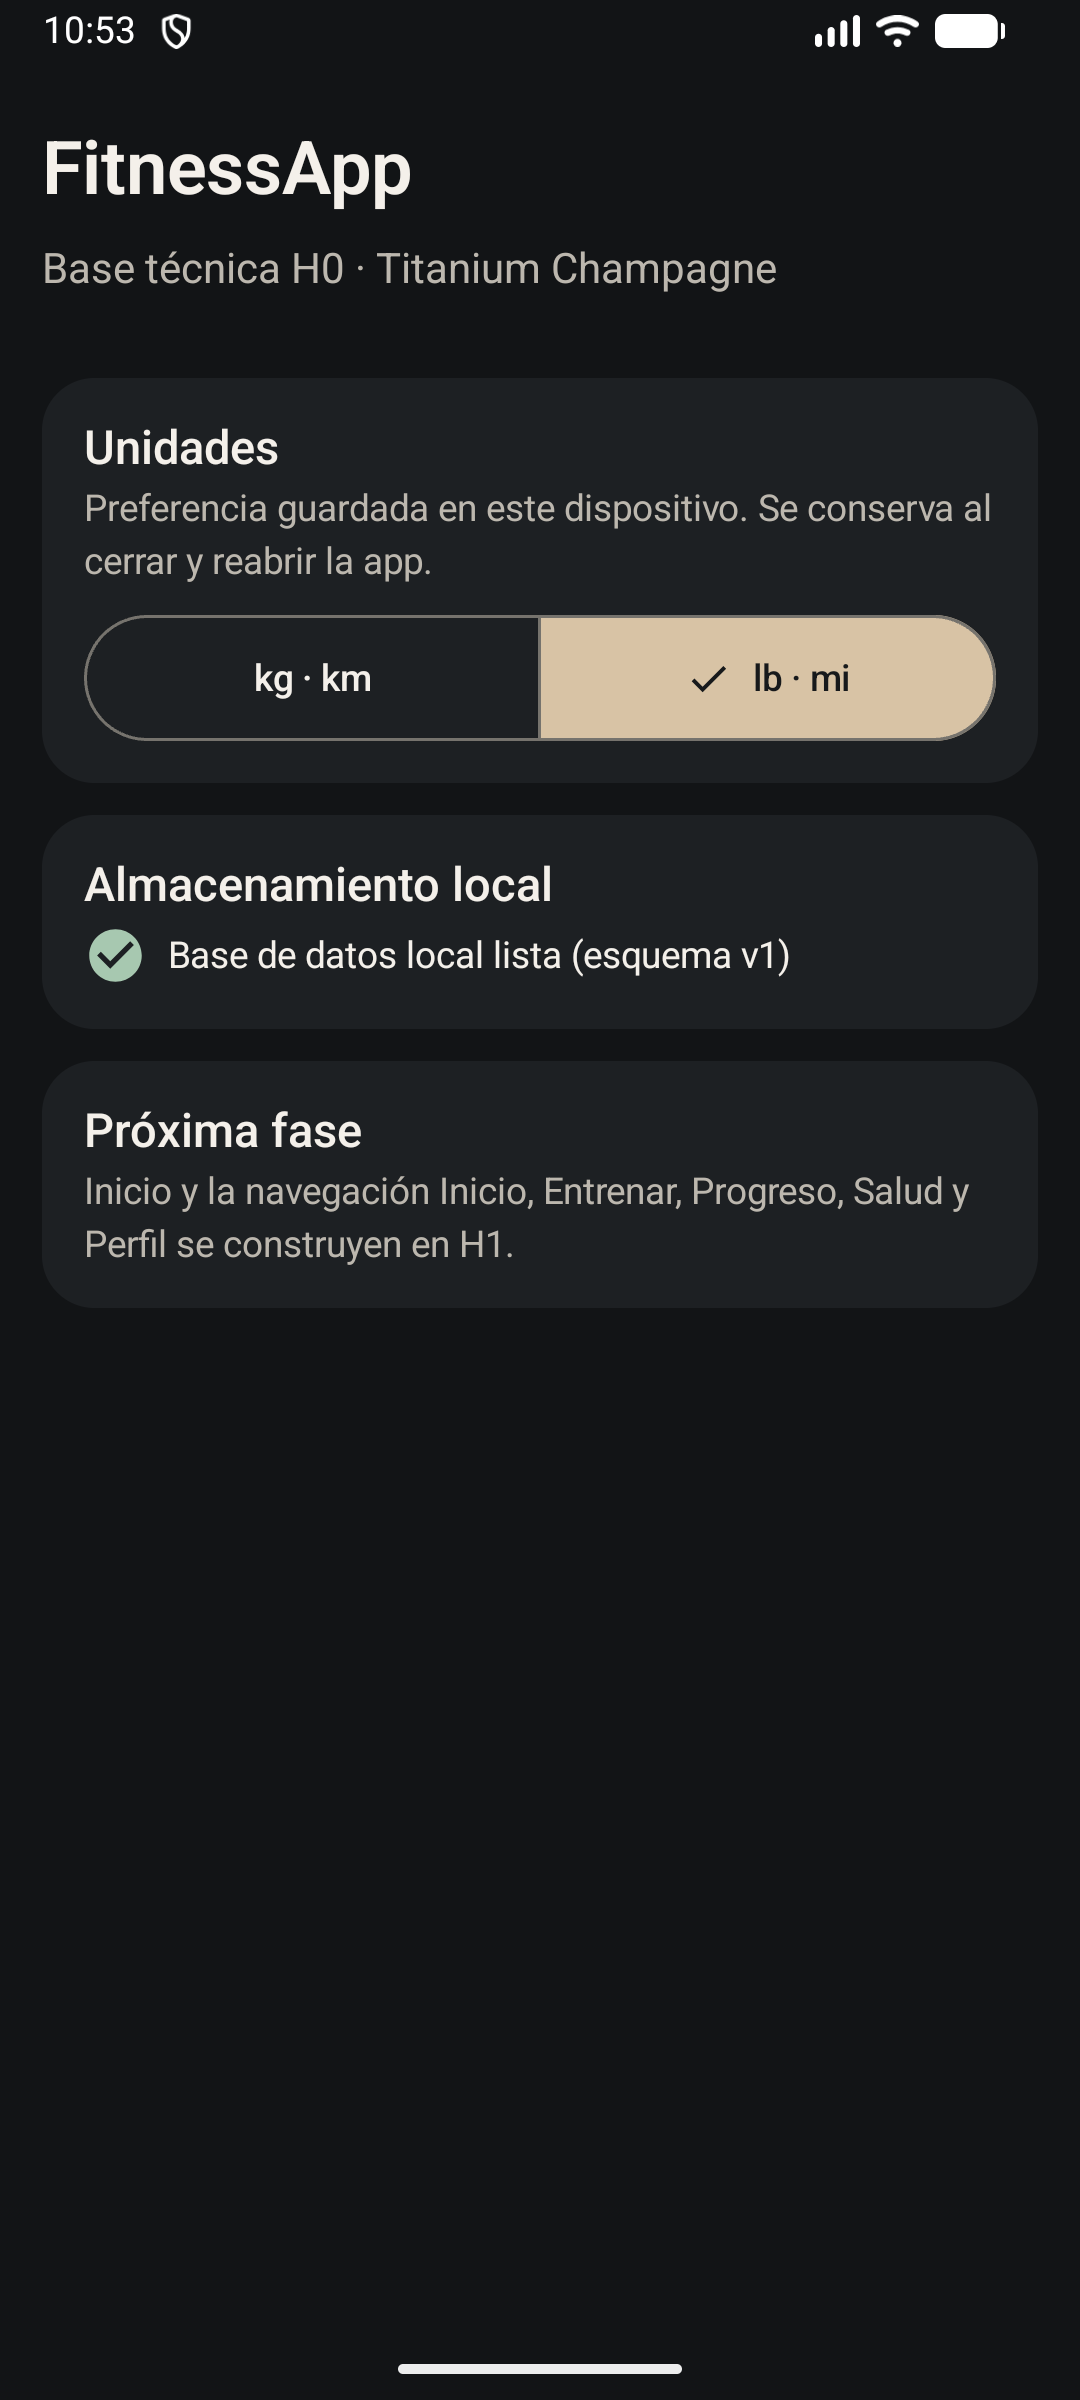 10:53
FitnessApp
Base técnica H0 · Titanium Champagne
Unidades
Preferencia guardada en este dispositivo. Se conserva al
cerrar y reabrir la app.
kg · km
lb · mi
Almacenamiento local
Base de datos local lista (esquema v1)
Próxima fase
Inicio y la navegación Inicio, Entrenar, Progreso, Salud y
Perfil se construyen en H1.